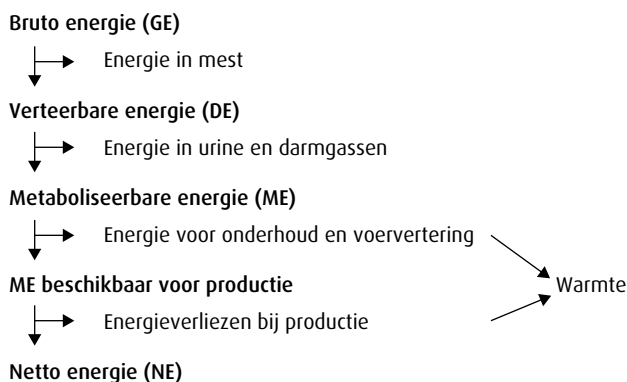 Bruto energie (GE)
Energie in mest
Verteerbare energie (DE)
Energie in urine en darmgassen
Metaboliseerbare energie (ME)
Energie voor onderhoud en voervertering
ME beschikbaar voor productie
Warmte
Energieverliezen bij productie
Netto energie (NE)